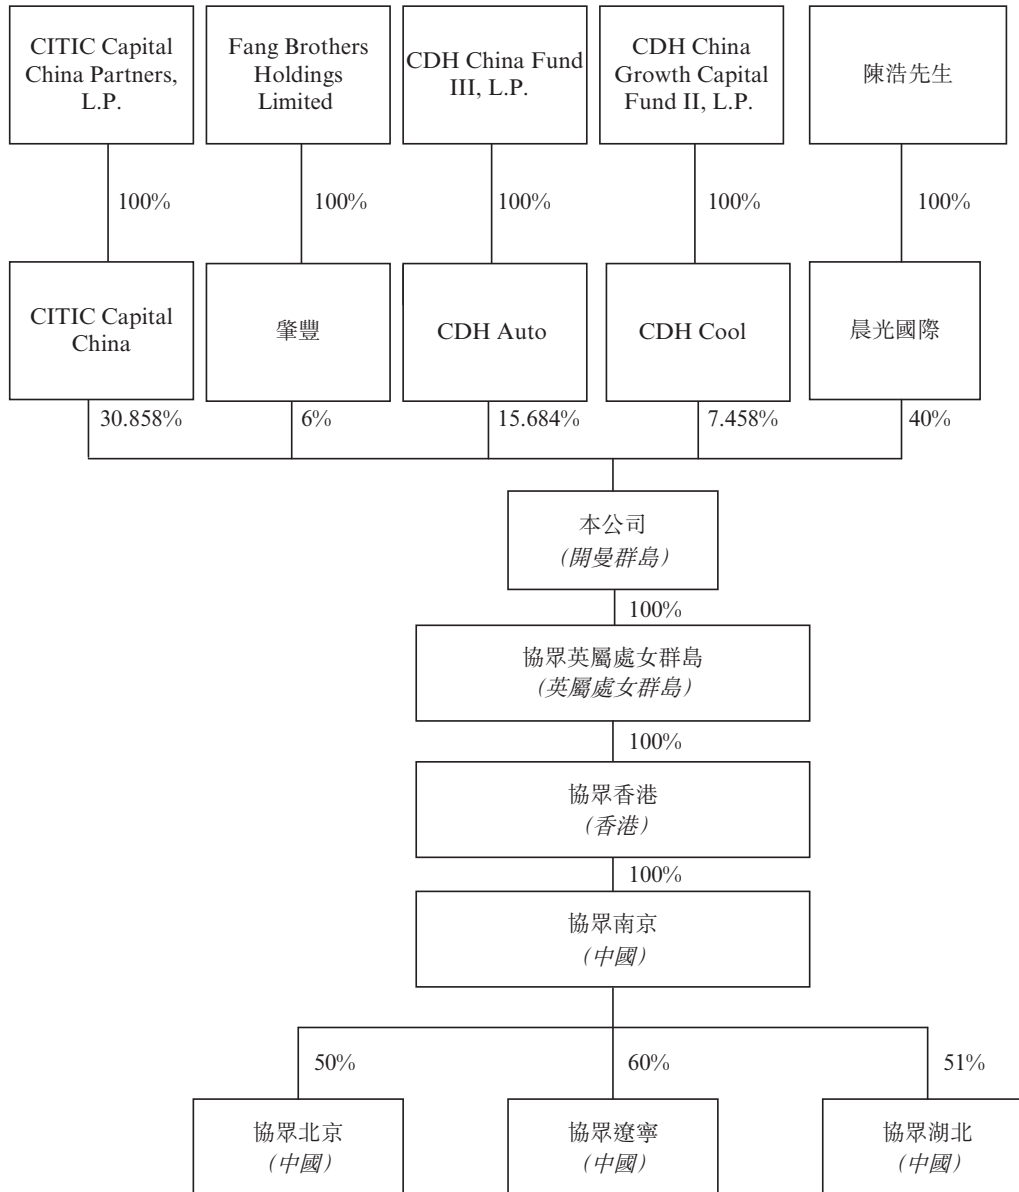 CITIC Capital
China Partners,
L.P.
Fang Brothers
Holdings
Limited
CDH China Fund
III, L.P.
CDH China
Growth Capital
Fund II, L.P.
陳浩先生
100%
100%
100%
100%
100%
CITIC Capital
China
肇豐
CDH Auto
CDH Cool
晨光國際
30.858%
6%
15.684%
7.458%
40%
本公司
(開曼群島)
100%
協眾英屬處女群島
(英屬處女群島)
100%
協眾香港
(香港)
100%
協眾南京
(中國)
50%
60%
51%
協眾北京
(中國)
協眾遼寧
(中國)
協眾湖北
(中國)